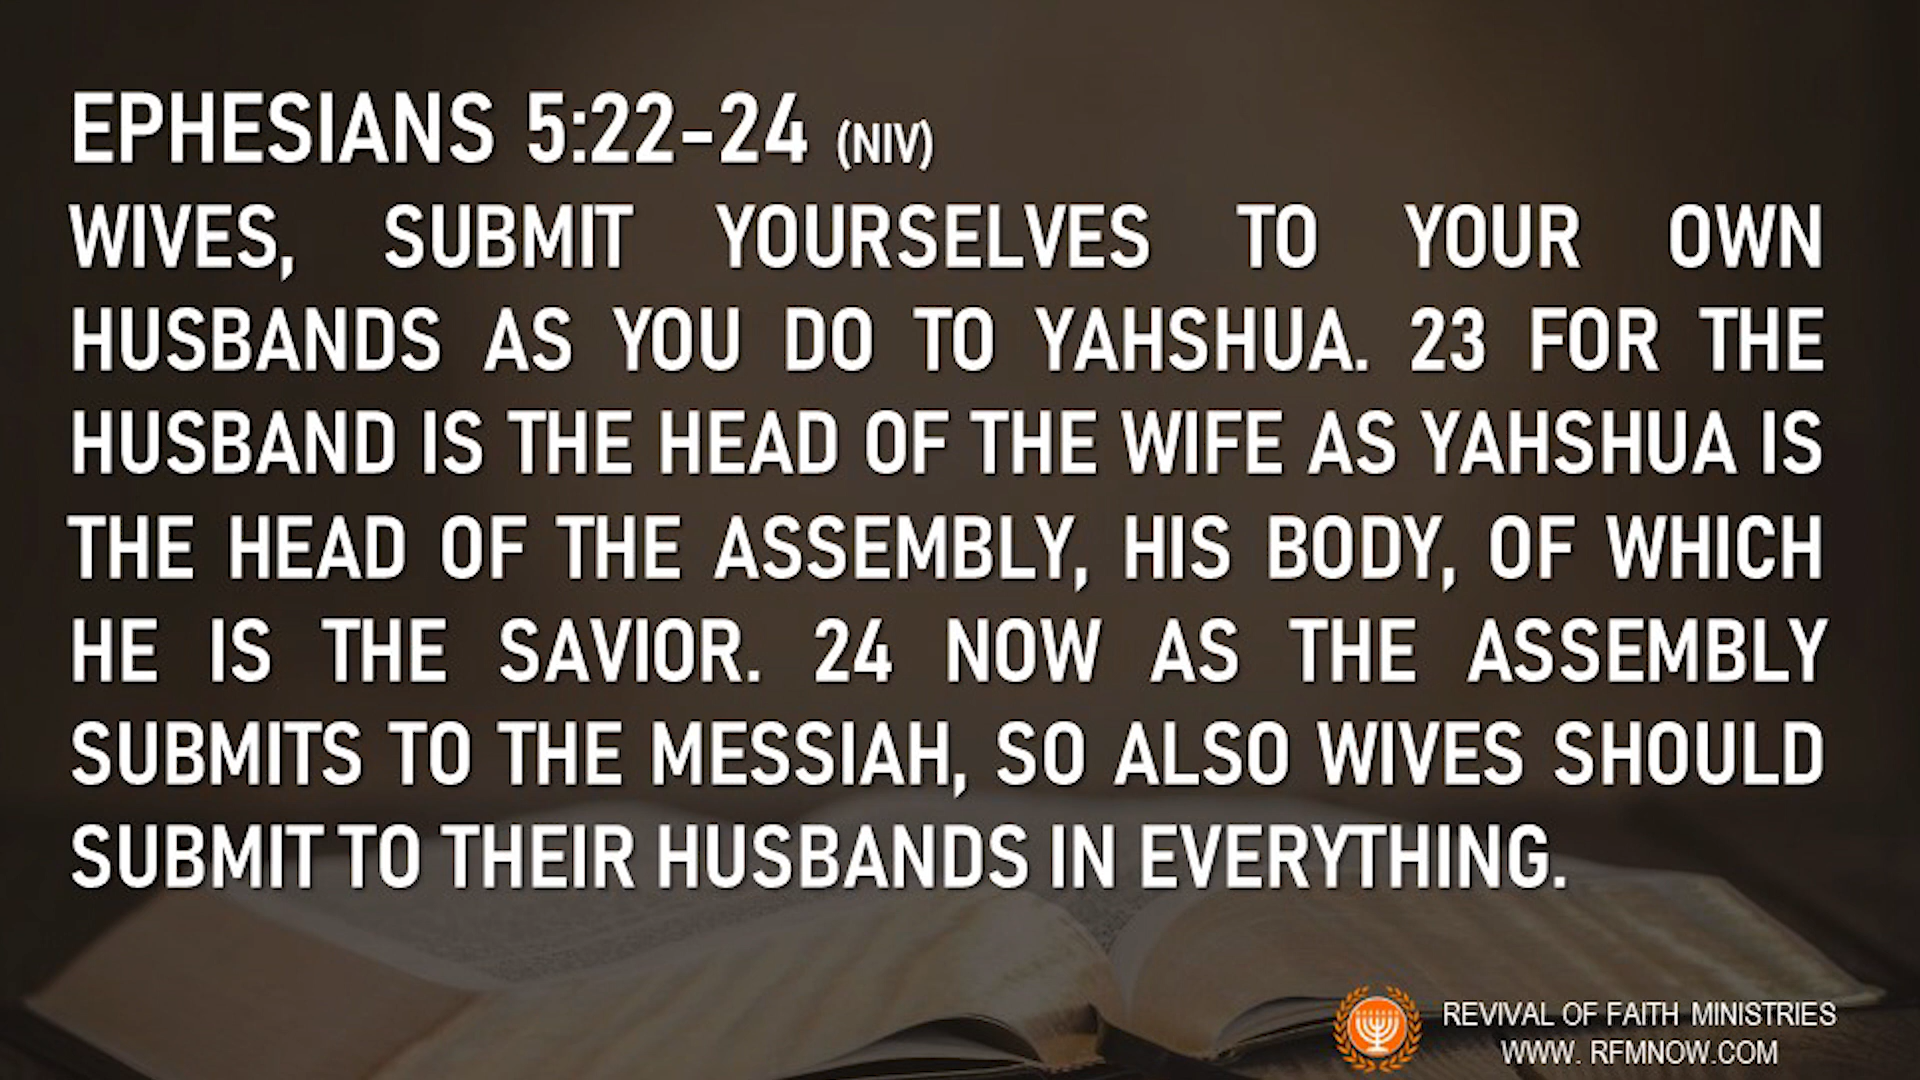 EPHESIANS 5:22-24 (NIV)
WIVES, SUBMIT YOURSELVES TO YOUR OWN
HUSBANDS AS YOU DO TO YAHSHUA. 23 FOR THE
HUSBAND IS THE HEAD OF THE WIFE AS YAHSHUA IS
THE HEAD OF THE ASSEMBLY, HIS BODY, OF WHICH
HE IS THE SAVIOR. 24 NOW AS THE ASSEMBLY
SUBMITS TO THE MESSIAH, SO ALSO WIVES SHOULD
SUBMIT TO THEIR HUSBANDS IN EVERYTHING.
REVIVAL OF FAITH MINISTRIES
WWW. RFMNOW.COM